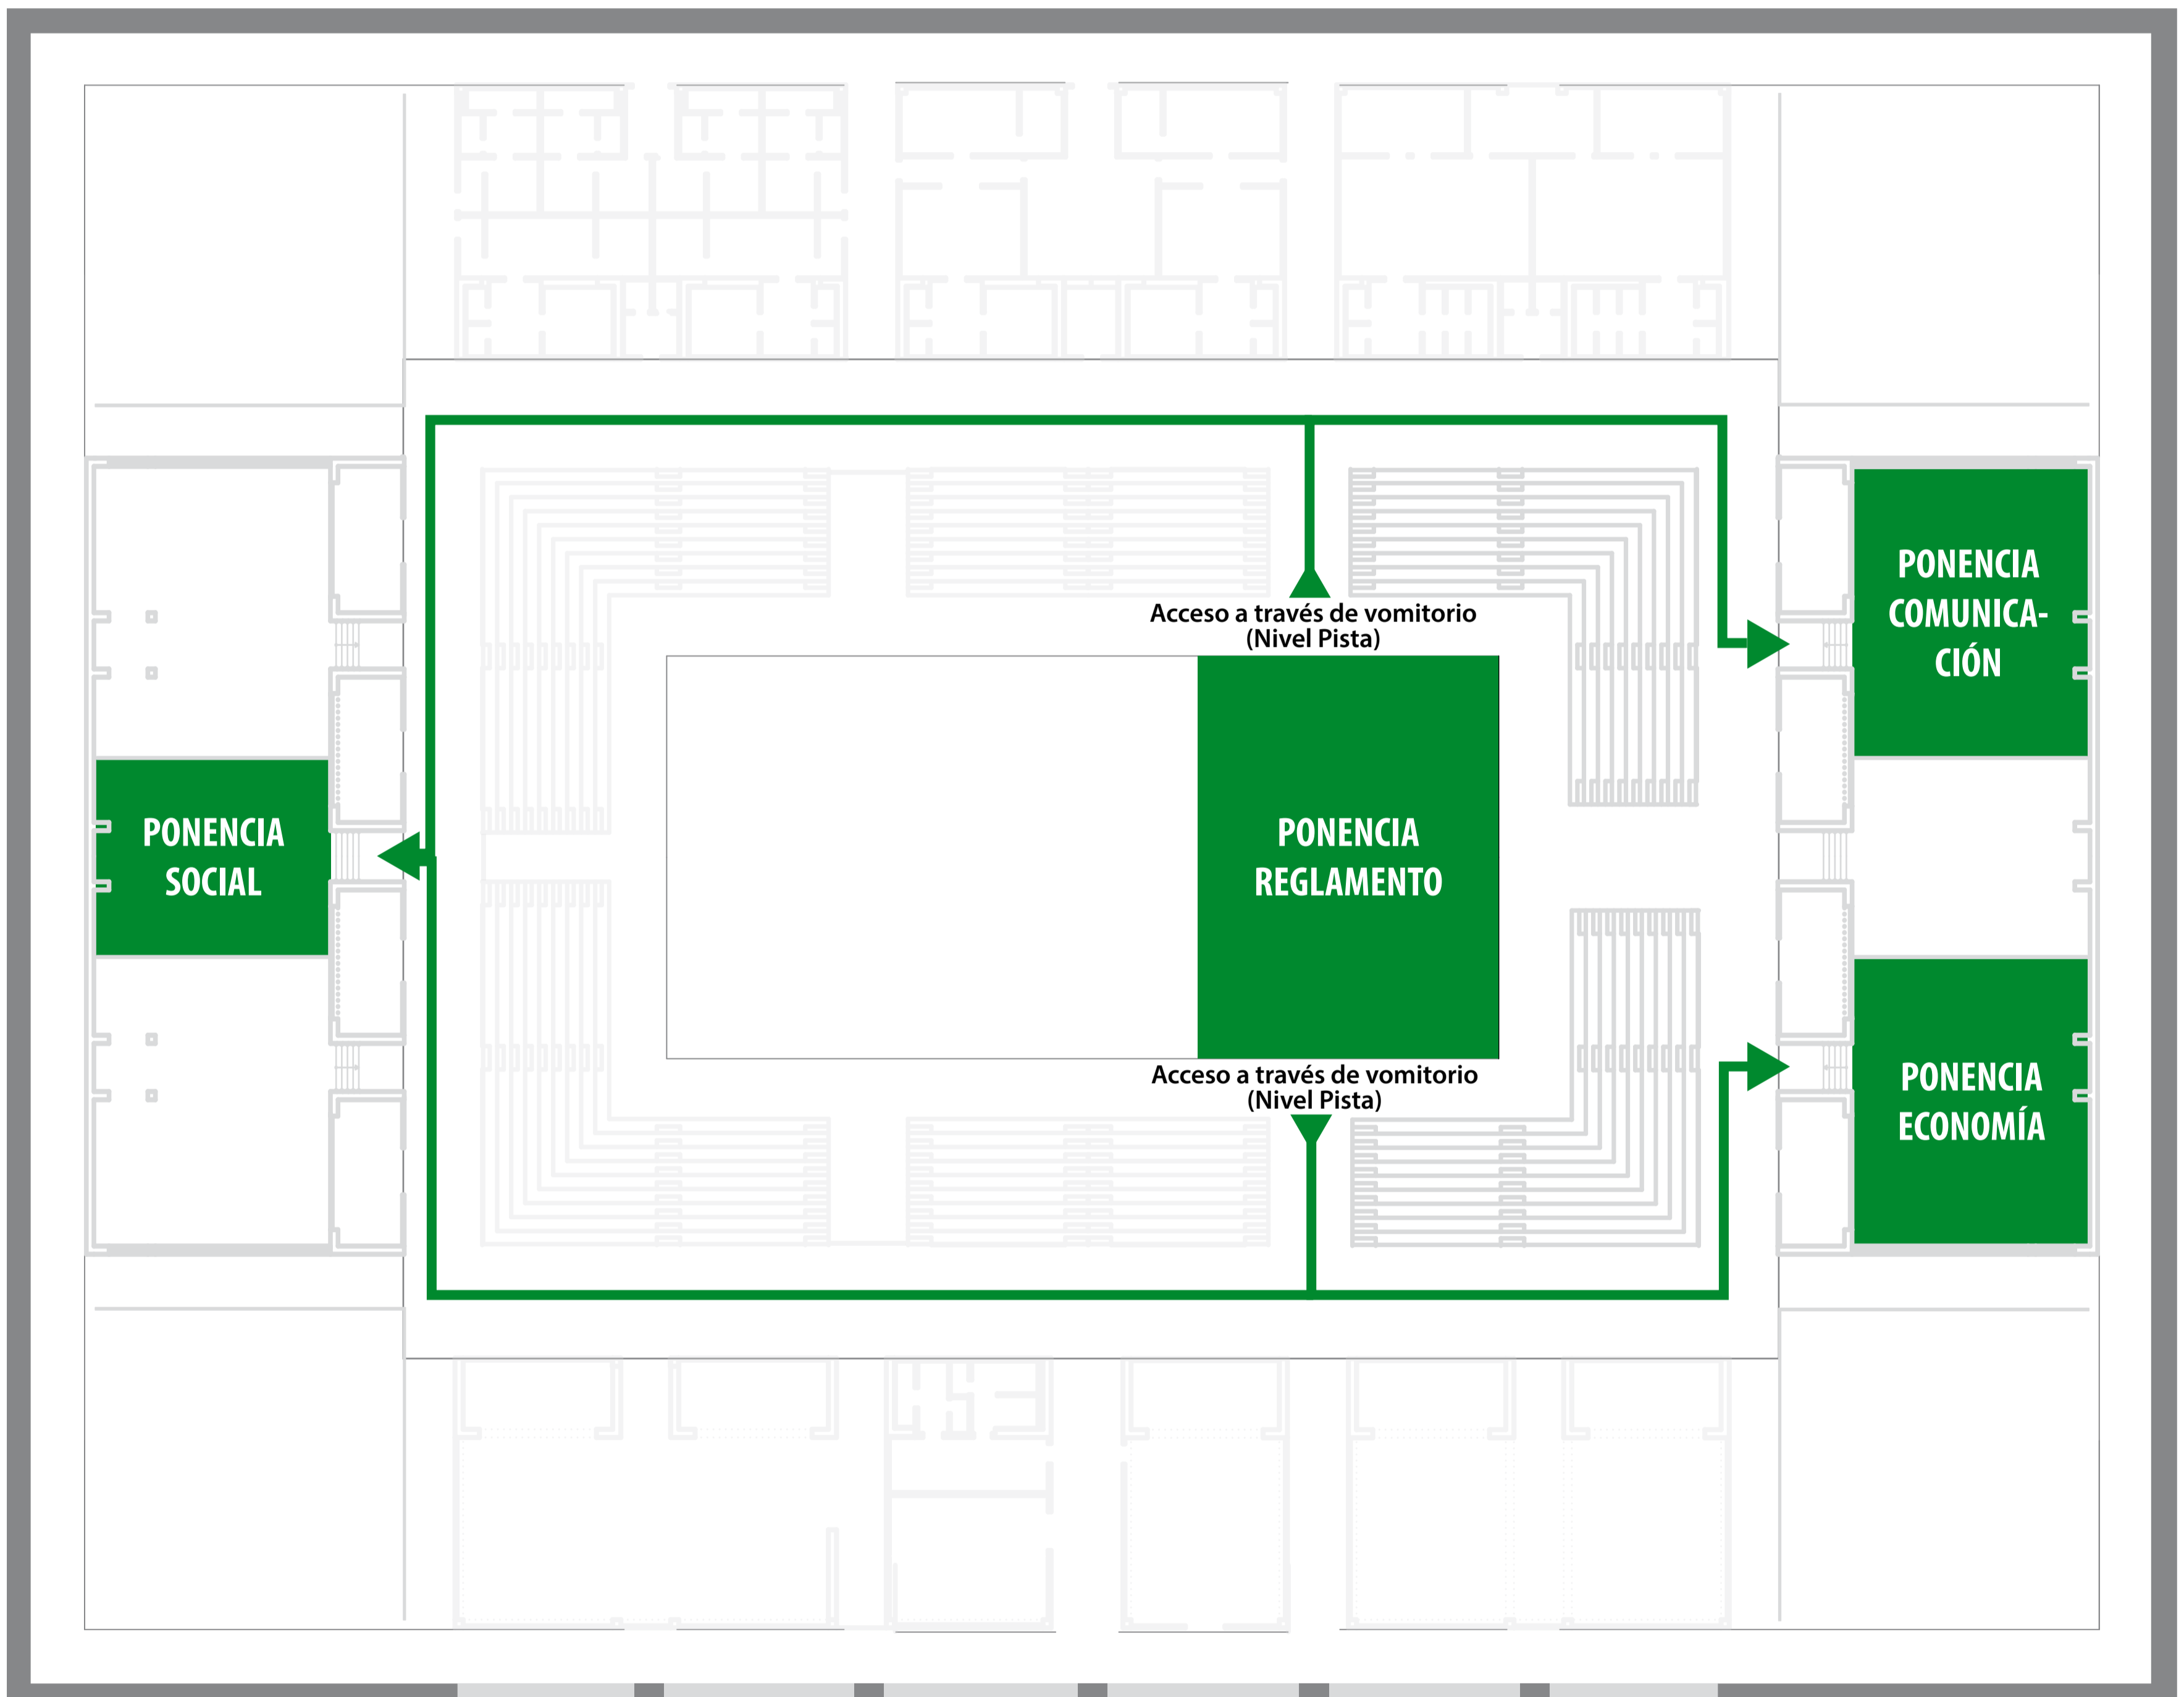 PONENCIA
COMUNICA-
CIÓN
Acceso a través de vomitorio
(Nivel Pista)
PONENCIA
SOCIAL
PONENCIA
REGLAMENTO
Acceso a través de vomitorio
(Nivel Pista)
PONENCIA
ECONOMÍA